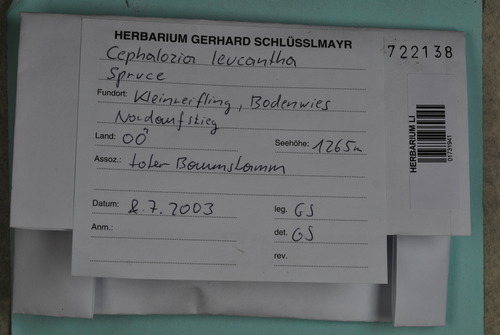 HERBARIUM GERHARD SCHLÜSSLMAYR
722138
Cephalozia leucantha
Spruce
Fundort: Kleinreifling, Bodenwies
Nordaufstieg
Land: OÖ Seehöhe: 1265m
Assoz.: toter Baumstamm
Datum: 8.7.2003 leg. GS
Anm.: det. GS
rev.
HERBARIUM LI
01731941